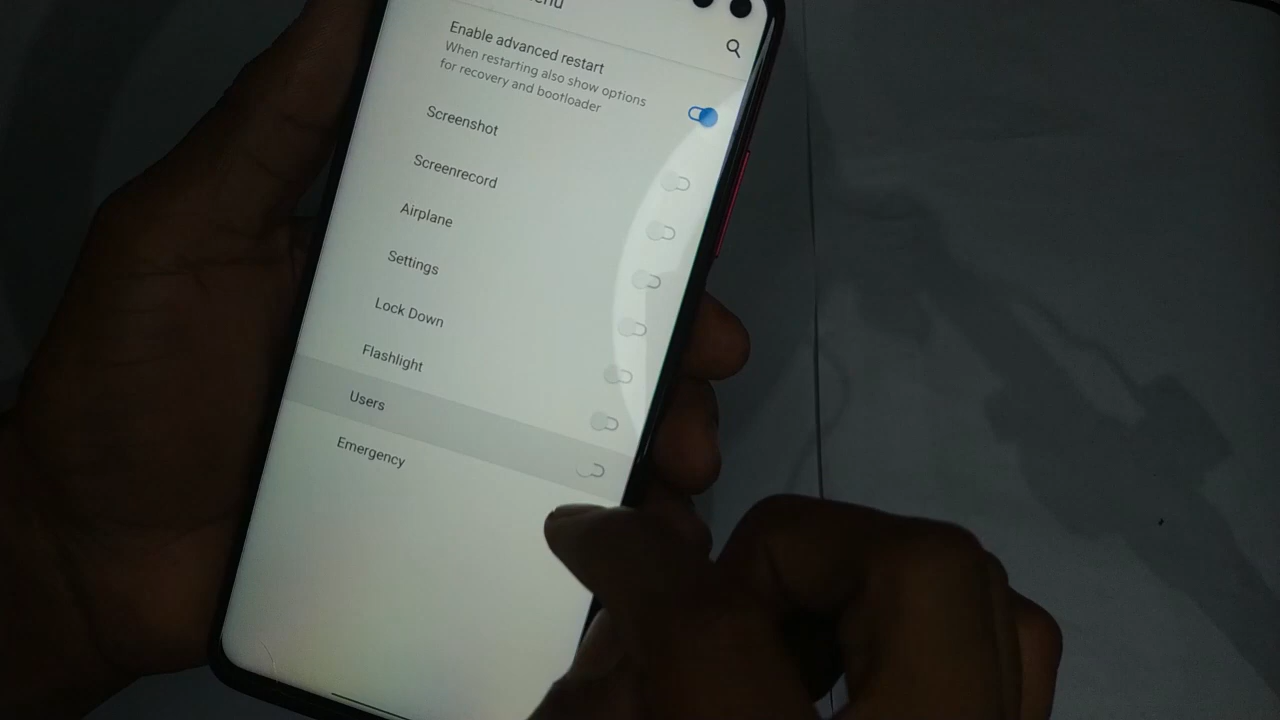 Enable advanced restart
When restarting also show options
for recovery and bootloader
Screenshot
Screenrecord
Airplane
Settings
Lock Down
Flashlight
Users
Emergency